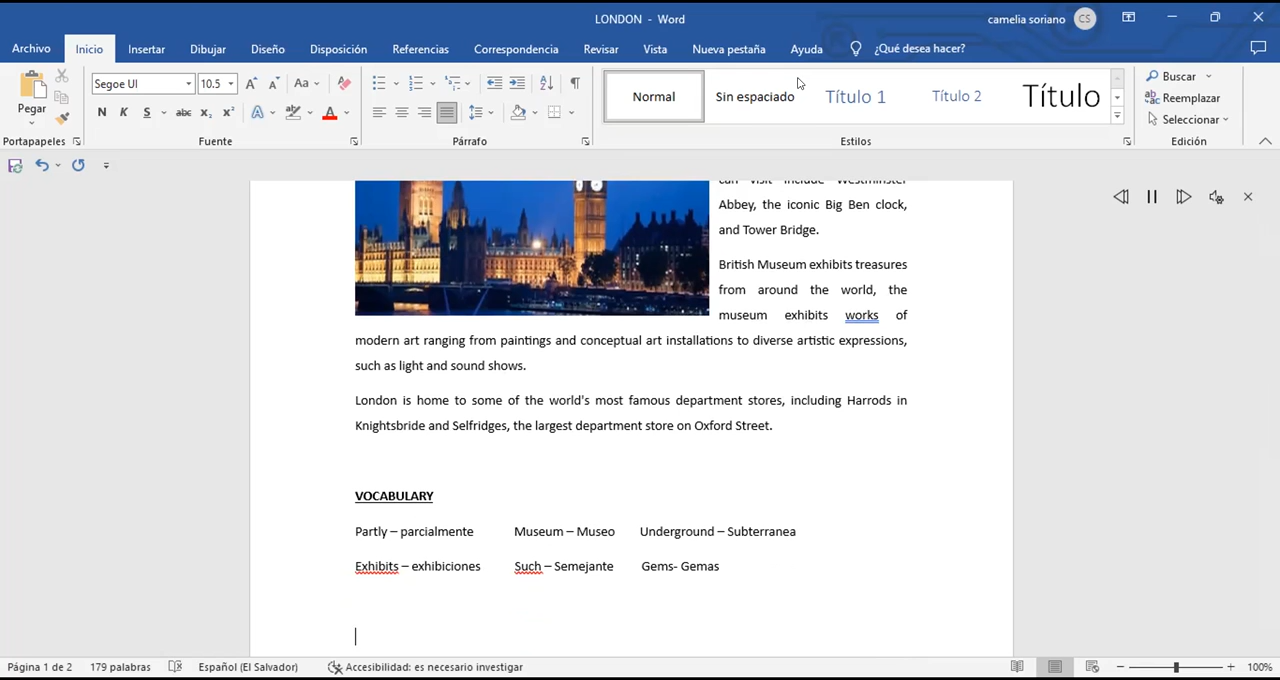 LONDON - Word
camelia soriano CS
Archivo Inicio Insertar Dibujar Diseño Disposición Referencias Correspondencia Revisar Vista Nueva pestaña Ayuda ¿Qué desea hacer?
Pegar
Segoe UI 10.5
Normal Sin espaciado Título 1 Título 2 Título
Buscar
Reemplazar
Seleccionar
Portapapeles Fuente Párrafo Estilos Edición
can visit include Westminster
Abbey, the iconic Big Ben clock,
and Tower Bridge.
British Museum exhibits treasures
from around the world, the
museum exhibits works of
modern art ranging from paintings and conceptual art installations to diverse artistic expressions,
such as light and sound shows.
London is home to some of the world's most famous department stores, including Harrods in
Knightsbride and Selfridges, the largest department store on Oxford Street.
VOCABULARY
Partly – parcialmente Museum – Museo Underground – Subterranea
Exhibits – exhibiciones Such – Semejante Gems- Gemas
Página 1 de 2 179 palabras Español (El Salvador) Accesibilidad: es necesario investigar 100%